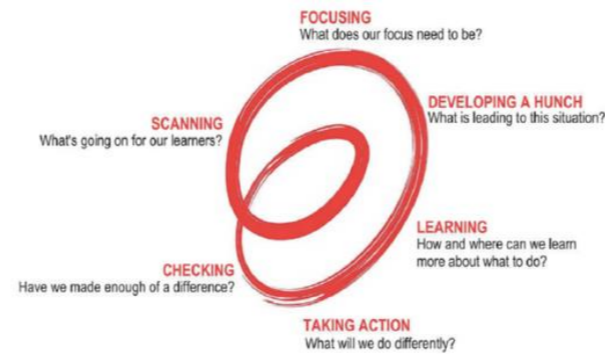 FOCUSING
What does our focus need to be?
DEVELOPING A HUNCH
What is leading to this situation?
SCANNING
What's going on for our learners?
LEARNING
How and where can we learn
more about what to do?
CHECKING
Have we made enough of a difference?
TAKING ACTION
What will we do differently?